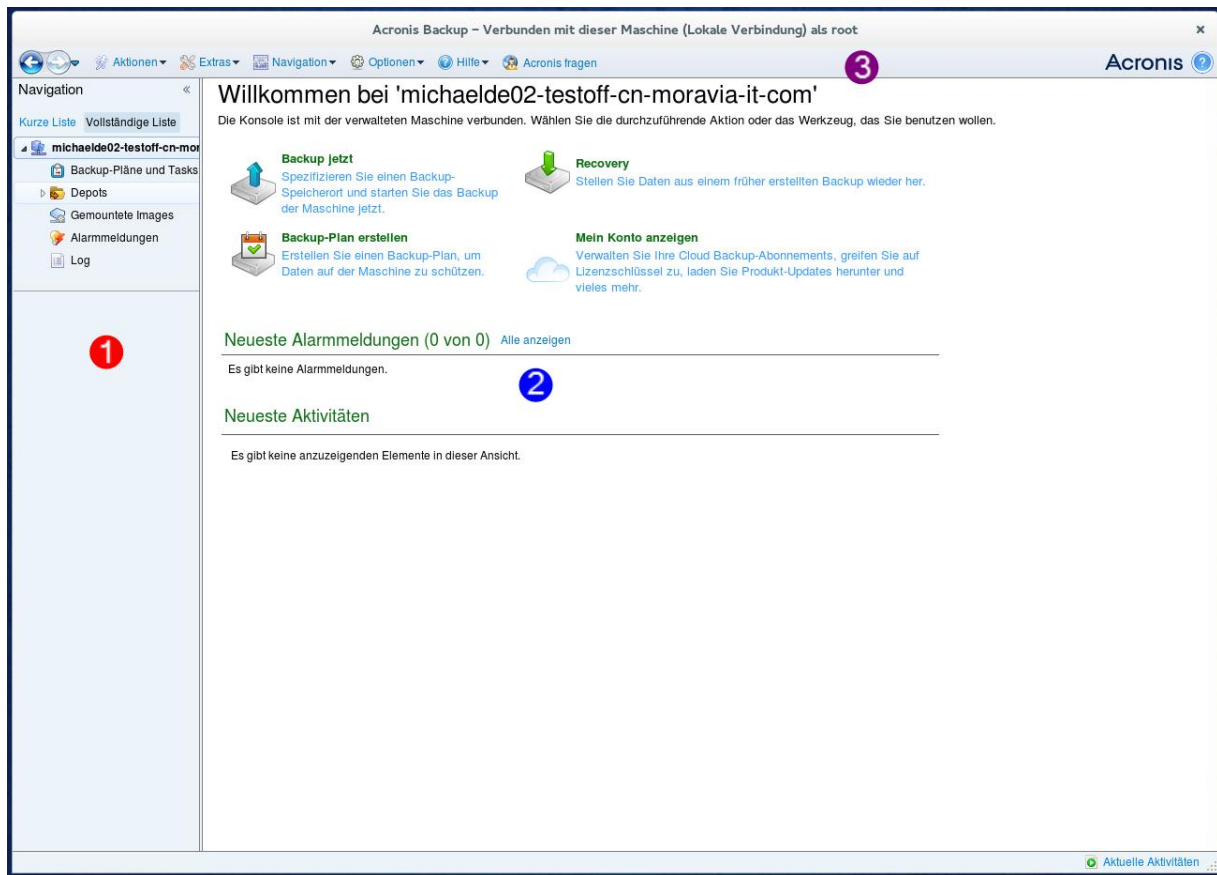 Acronis Backup – Verbunden mit dieser Maschine (Lokale Verbindung) als root
Aktionen
Extras
Navigation
Optionen
Hilfe
Acronis fragen
3
Acronis
Navigation
Kurze Liste
Vollständige Liste
michaelde02-testoff-cn-mor
Backup-Pläne und Tasks
Depots
Gemountete Images
Alarmmeldungen
Log
1
Willkommen bei 'michaelde02-testoff-cn-moravia-it-com'
Die Konsole ist mit der verwalteten Maschine verbunden. Wählen Sie die durchzuführende Aktion oder das Werkzeug, das Sie benutzen wollen.
Backup jetzt
Spezifizieren Sie einen Backup-
Speicherort und starten Sie das Backup
der Maschine jetzt.
Recovery
Stellen Sie Daten aus einem früher erstellten Backup wieder her.
Backup-Plan erstellen
Erstellen Sie einen Backup-Plan, um
Daten auf der Maschine zu schützen.
Mein Konto anzeigen
Verwalten Sie Ihre Cloud Backup-Abonnements, greifen Sie auf
Lizenzschlüssel zu, laden Sie Produkt-Updates herunter und
vieles mehr.
Neueste Alarmmeldungen (0 von 0)
Alle anzeigen
Es gibt keine Alarmmeldungen.
2
Neueste Aktivitäten
Es gibt keine anzuzeigenden Elemente in dieser Ansicht.
Aktuelle Aktivitäten